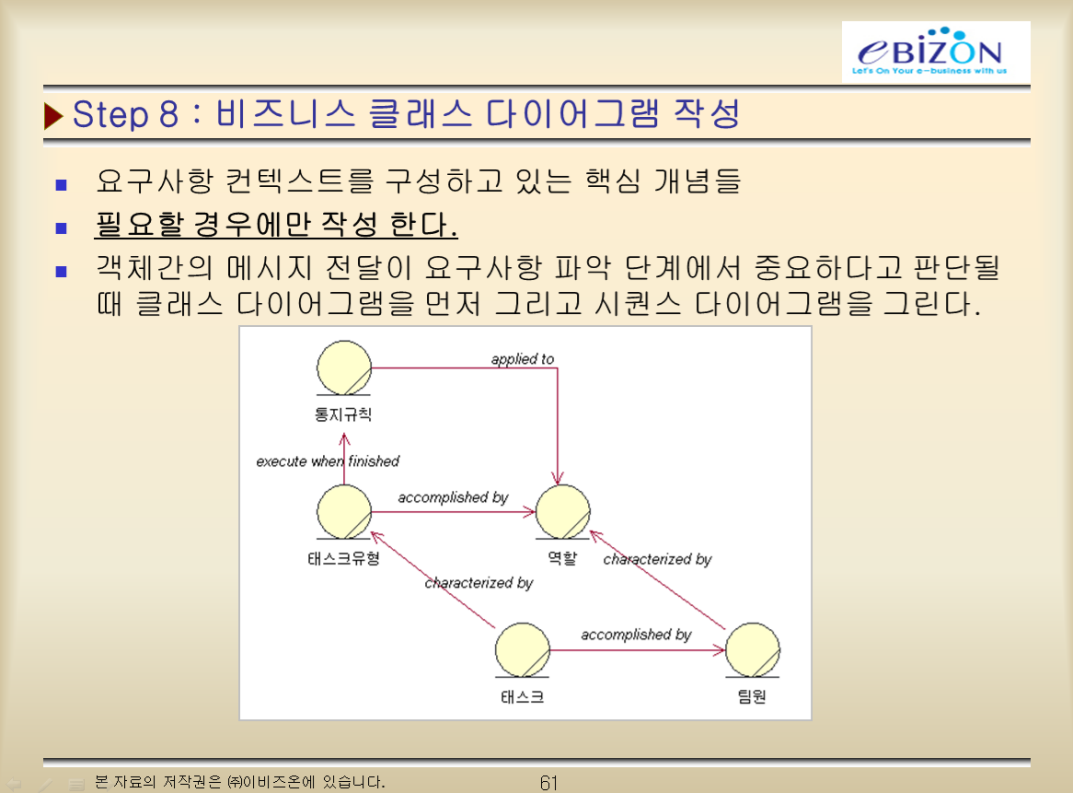 eBIZON
Let's On Your e-business with us
Step 8 : 비즈니스 클래스 다이어그램 작성
요구사항 컨텍스트를 구성하고 있는 핵심 개념들
필요할 경우에만 작성 한다.
객체간의 메시지 전달이 요구사항 파악 단계에서 중요하다고 판단될
때 클래스 다이어그램을 먼저 그리고 시퀀스 다이어그램을 그린다.
applied to
통지규칙
execute when finished
accomplished by
태스크유형
역할
characterized by
characterized by
accomplished by
태스크
팀원
본 자료의 저작권은 ㈜이비즈온에 있습니다.
61